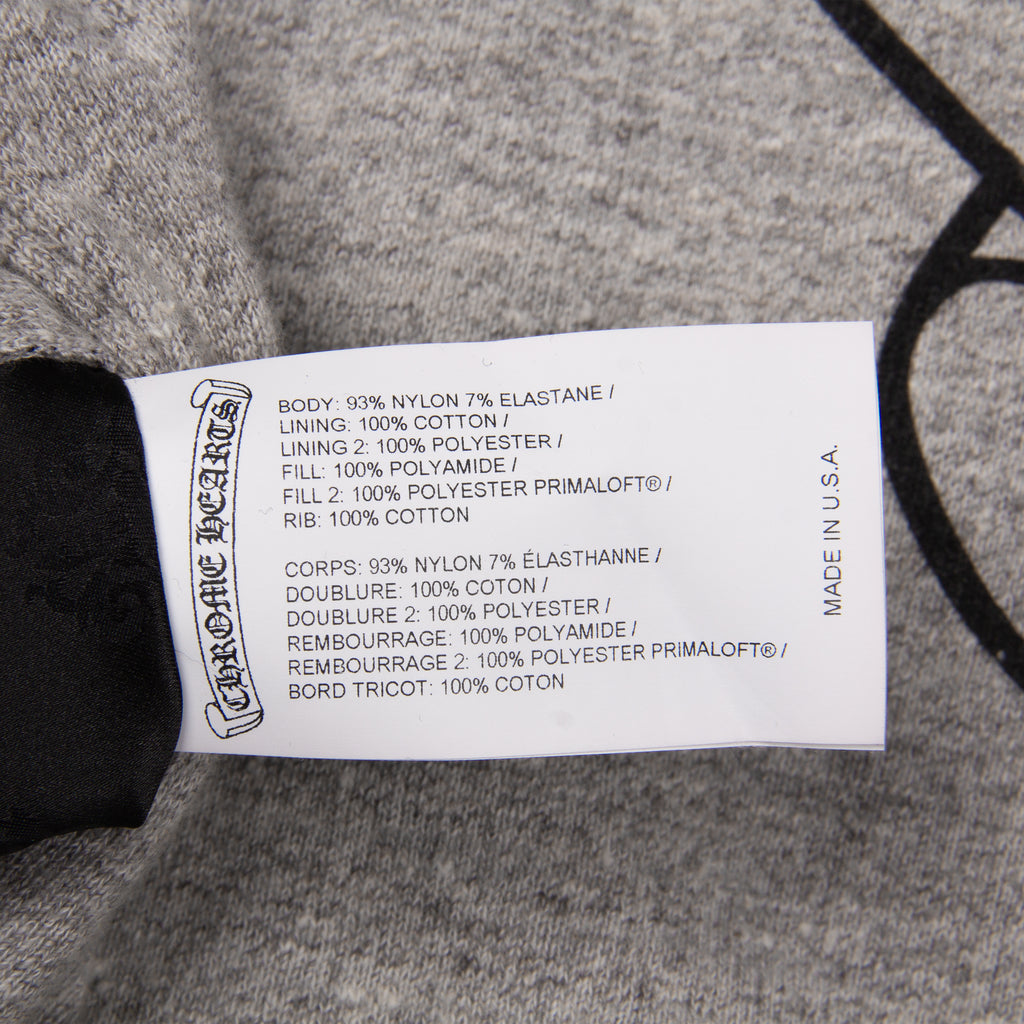 CHROME HEARTS
BODY: 93% NYLON 7% ELASTANE /
LINING: 100% COTTON /
LINING 2: 100% POLYESTER /
FILL: 100% POLYAMIDE /
FILL 2: 100% POLYESTER PRIMALOFT® /
RIB: 100% COTTON
CORPS: 93% NYLON 7% ÉLASTHANNE /
DOUBLURE: 100% COTON /
DOUBLURE 2: 100% POLYESTER /
REMBOURRAGE: 100% POLYAMIDE /
REMBOURRAGE 2: 100% POLYESTER PRIMALOFT® /
BORD TRICOT: 100% COTON
MADE IN U.S.A.